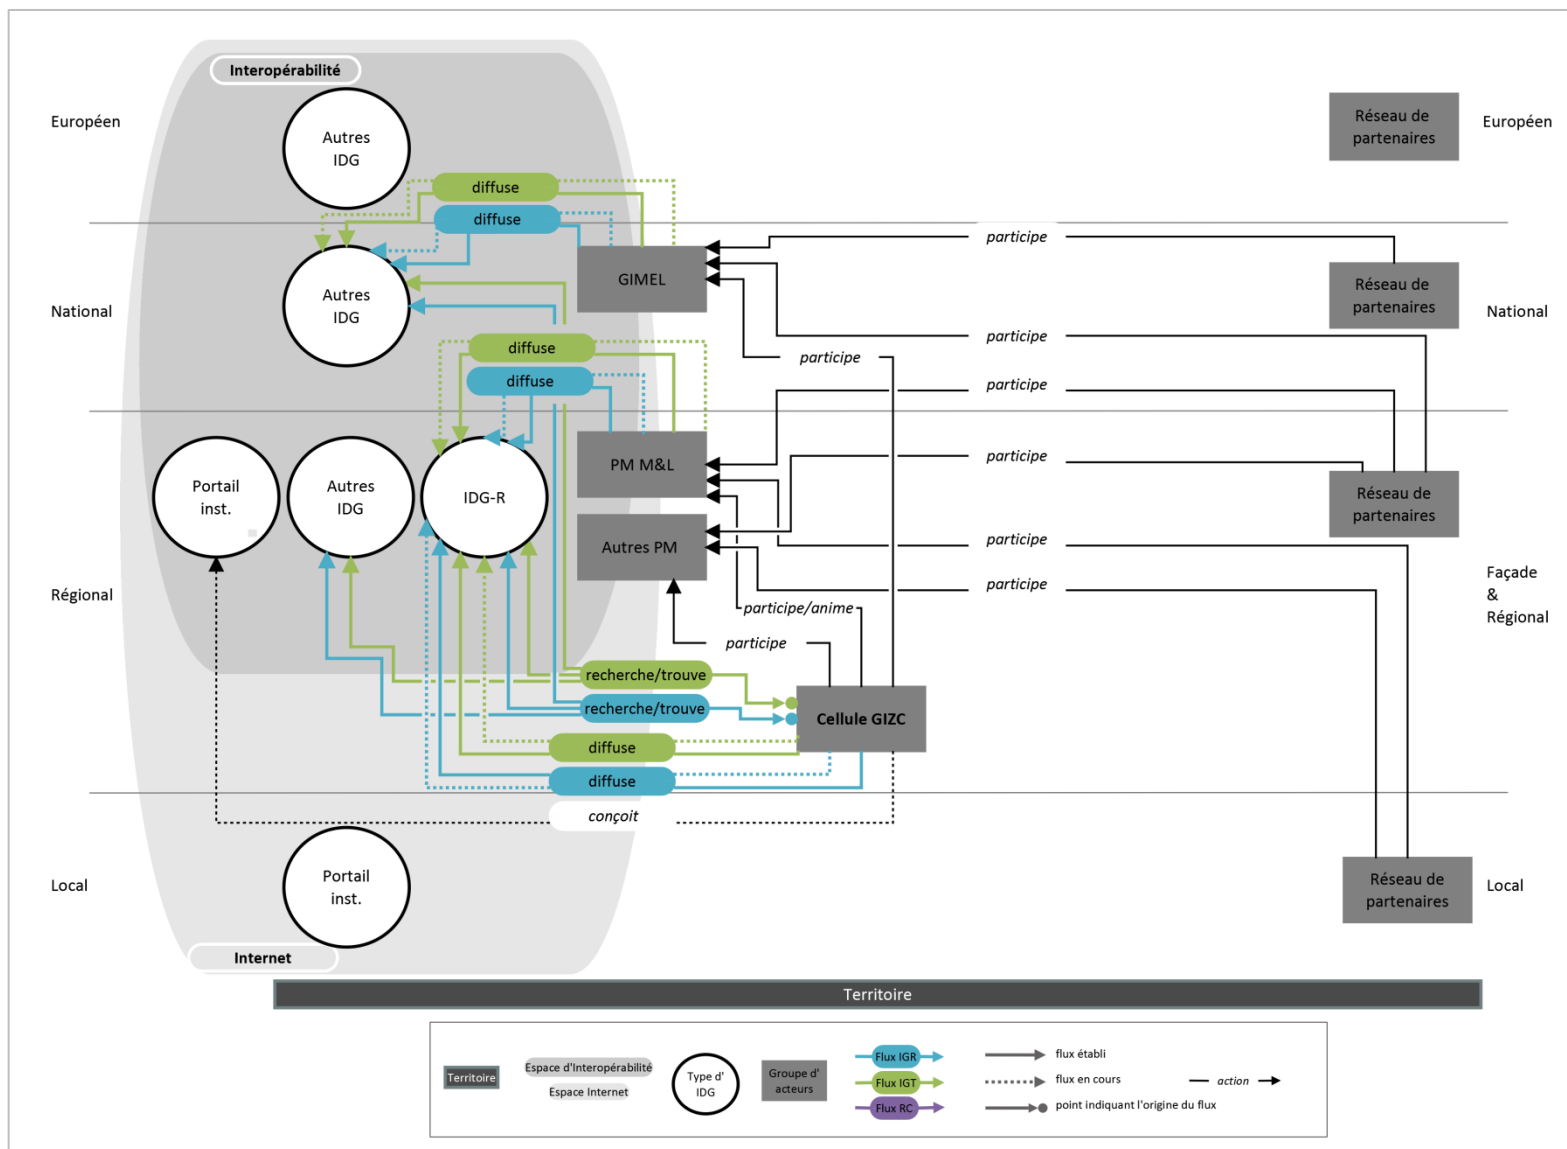 Interopérabilité
Européen
Autres
IDG
Réseau de
partenaires
Européen
diffuse
diffuse
participe
GIMEL
National
Autres
IDG
Réseau de
partenaires
National
participe
diffuse
participe
diffuse
participe
participe
Portail
inst.
Autres
IDG
IDG-R
PM M&L
Réseau de
partenaires
Autres PM
participe
participe
Régional
Façade
&
Régional
participe/anime
participe
recherche/trouve
recherche/trouve
Cellule GIZC
diffuse
diffuse
conçoit
Local
Portail
inst.
Réseau de
partenaires
Local
Internet
Territoire
Territoire
Espace d'Interopérabilité
Espace Internet
Type d'
IDG
Groupe d'
acteurs
Flux IGR
Flux IGT
Flux RC
flux établi
flux en cours
point indiquant l'origine du flux
action